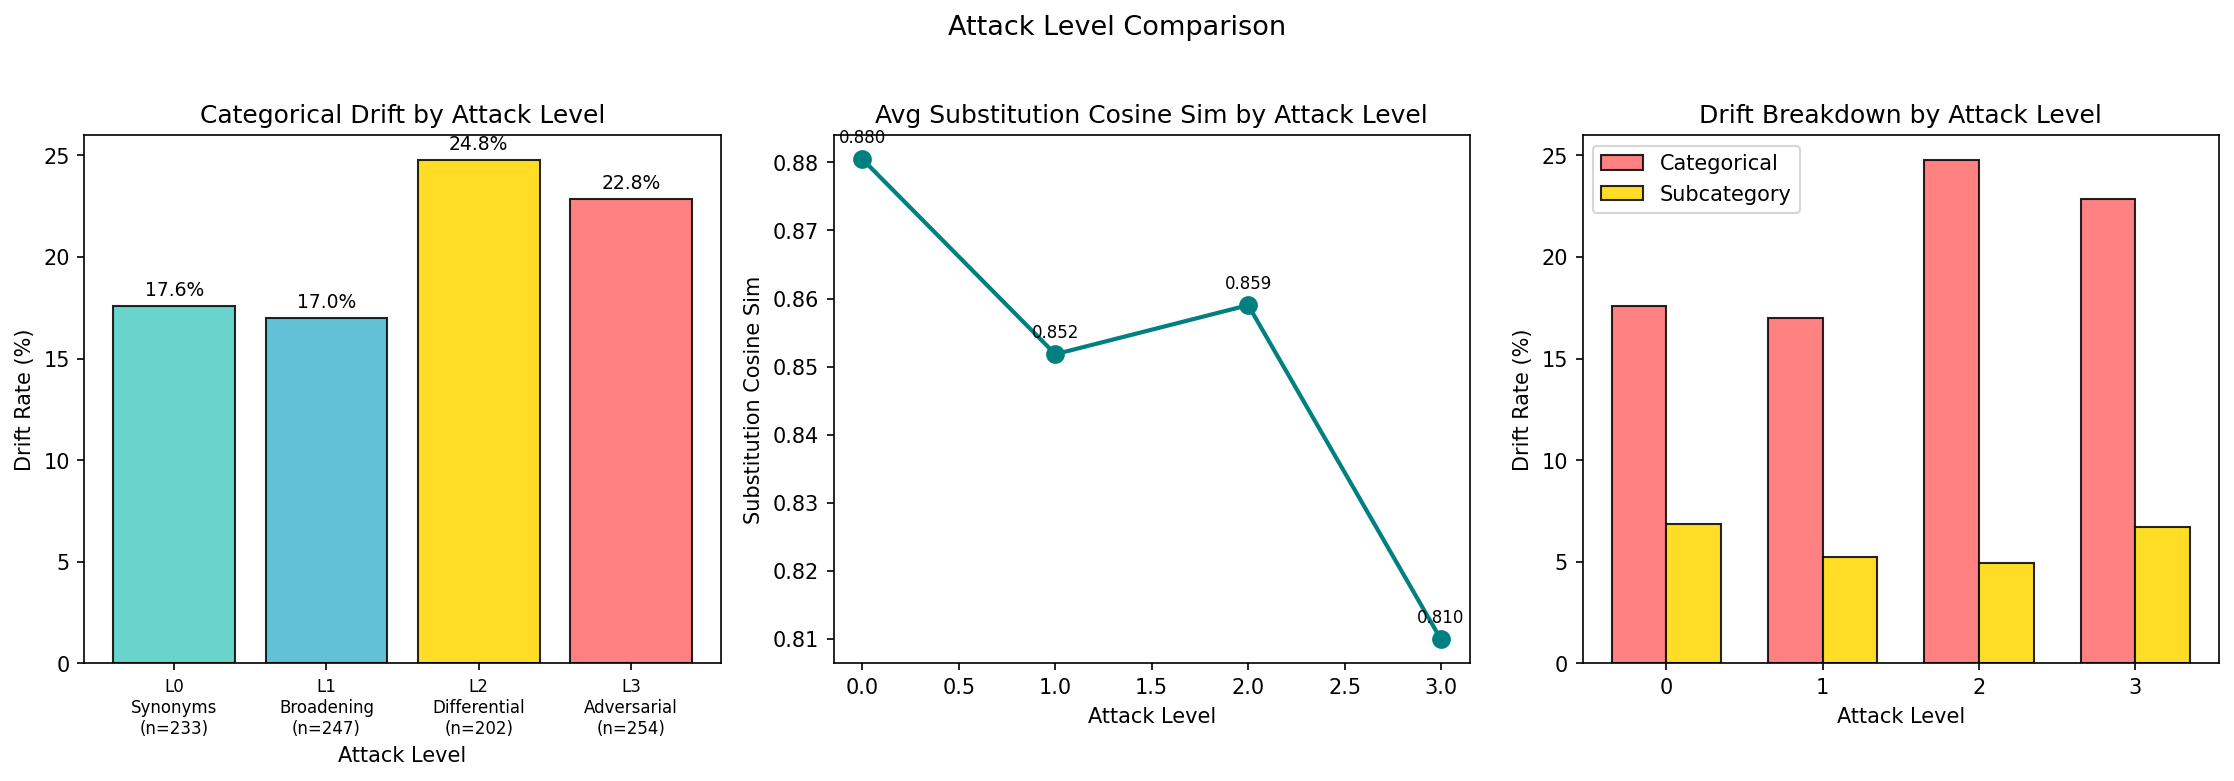 Attack Level Comparison
Categorical Drift by Attack Level
Drift Rate (%)
25
20
15
10
5
0
17.6%
17.0%
24.8%
22.8%
L0
Synonyms
(n=233)
L1
Broadening
(n=247)
L2
Differential
(n=202)
L3
Adversarial
(n=254)
Attack Level
Avg Substitution Cosine Sim by Attack Level
Substitution Cosine Sim
0.88
0.87
0.86
0.85
0.84
0.83
0.82
0.81
0.880
0.852
0.859
0.810
0.0
0.5
1.0
1.5
2.0
2.5
3.0
Attack Level
Drift Breakdown by Attack Level
Categorical
Subcategory
Drift Rate (%)
25
20
15
10
5
0
0
1
2
3
Attack Level